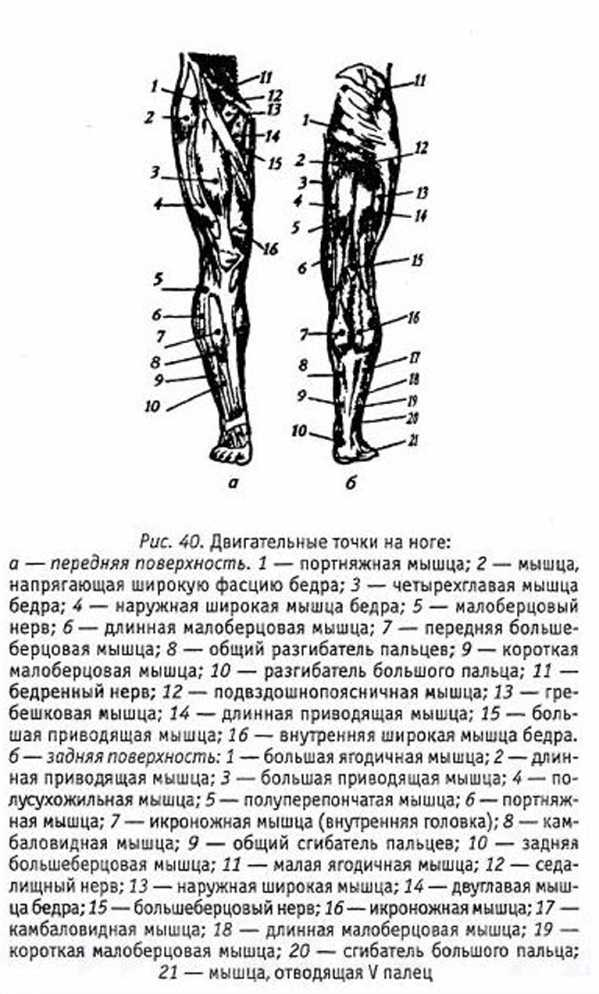 11
12
13
14
15
16
1
2
3
4
5
6
7
8
9
10
а
11
12
13
14
15
16
17
18
19
20
21
1
2
3
4
5
6
7
8
9
10
б
Рис. 40. Двигательные точки на ноге:
а — передняя поверхность. 1 — портняжная мышца; 2 — мышца,
напрягающая широкую фасцию бедра; 3 — четырехглавая мышца
бедра; 4 — наружная широкая мышца бедра; 5 — малоберцовый
нерв; 6 — длинная малоберцовая мышца; 7 — передняя больше-
берцовая мышца; 8 — общий разгибатель пальцев; 9 — короткая
малоберцовая мышца; 10 — разгибатель большого пальца; 11 —
бедренный нерв; 12 — подвздошнопоясничная мышца; 13 — гре-
бешковая мышца; 14 — длинная приводящая мышца; 15 — боль-
шая приводящая мышца; 16 — внутренняя широкая мышца бедра.
б — задняя поверхность: 1 — большая ягодичная мышца; 2 — длин-
ная приводящая мышца; 3 — большая приводящая мышца; 4 — по-
лусухожильная мышца; 5 — полуперепончатая мышца; 6 — портняж-
ная мышца; 7 — икроножная мышца (внутренняя головка); 8 — кам-
баловидная мышца; 9 — общий сгибатель пальцев; 10 — задняя
большеберцовая мышца; 11 — малая ягодичная мышца; 12 — седа-
лищный нерв; 13 — наружная широкая мышца; 14 — двуглавая мыш-
ца бедра; 15 — большеберцовый нерв; 16 — икроножная мышца; 17 —
камбаловидная мышца; 18 — длинная малоберцовая мышца; 19 —
короткая малоберцовая мышца; 20 — сгибатель большого пальца;
21 — мышца, отводящая V палец